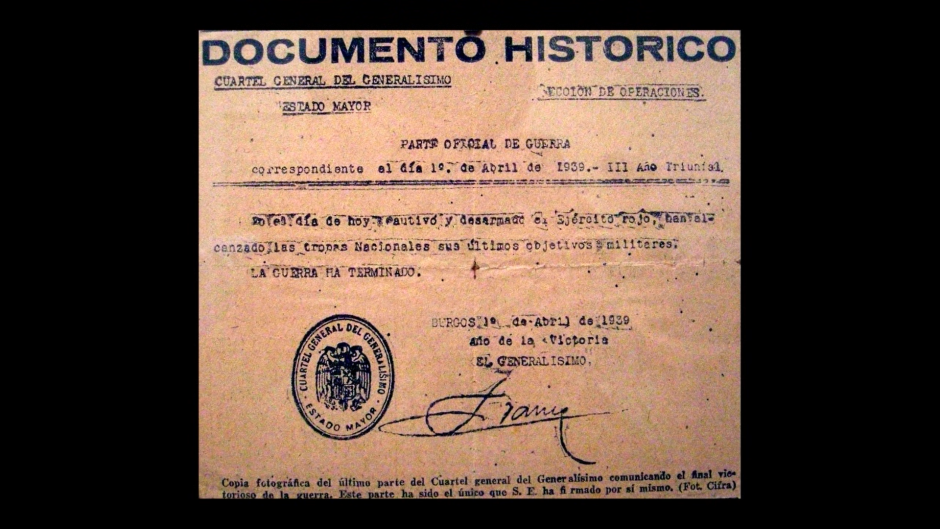 DOCUMENTO HISTORICO
CUARTEL GENERAL DEL GENERALISIMO
SECCION DE OPERACIONES.
ESTADO MAYOR
PARTE OFICIAL DE GUERRA
correspondiente al día 1º. de Abril de 1939.- III Año Triunfal.
En el día de hoy, cautivo y desarmado el Ejército rojo, han al-
canzado las tropas Nacionales sus últimos objetivos militares.
LA GUERRA HA TERMINADO.
BURGOS 1º de Abril de 1939
año de la Victoria
EL GENERALISIMO.
CUARTEL GENERAL DEL GENERALISIMO
· ESTADO MAYOR ·
Franco
Copia fotográfica del último parte del Cuartel general del Generalísimo comunicando el final vic-
torioso de la guerra. Este parte ha sido el único que S. E. ha firmado por sí mismo. (Fot. Cifra)